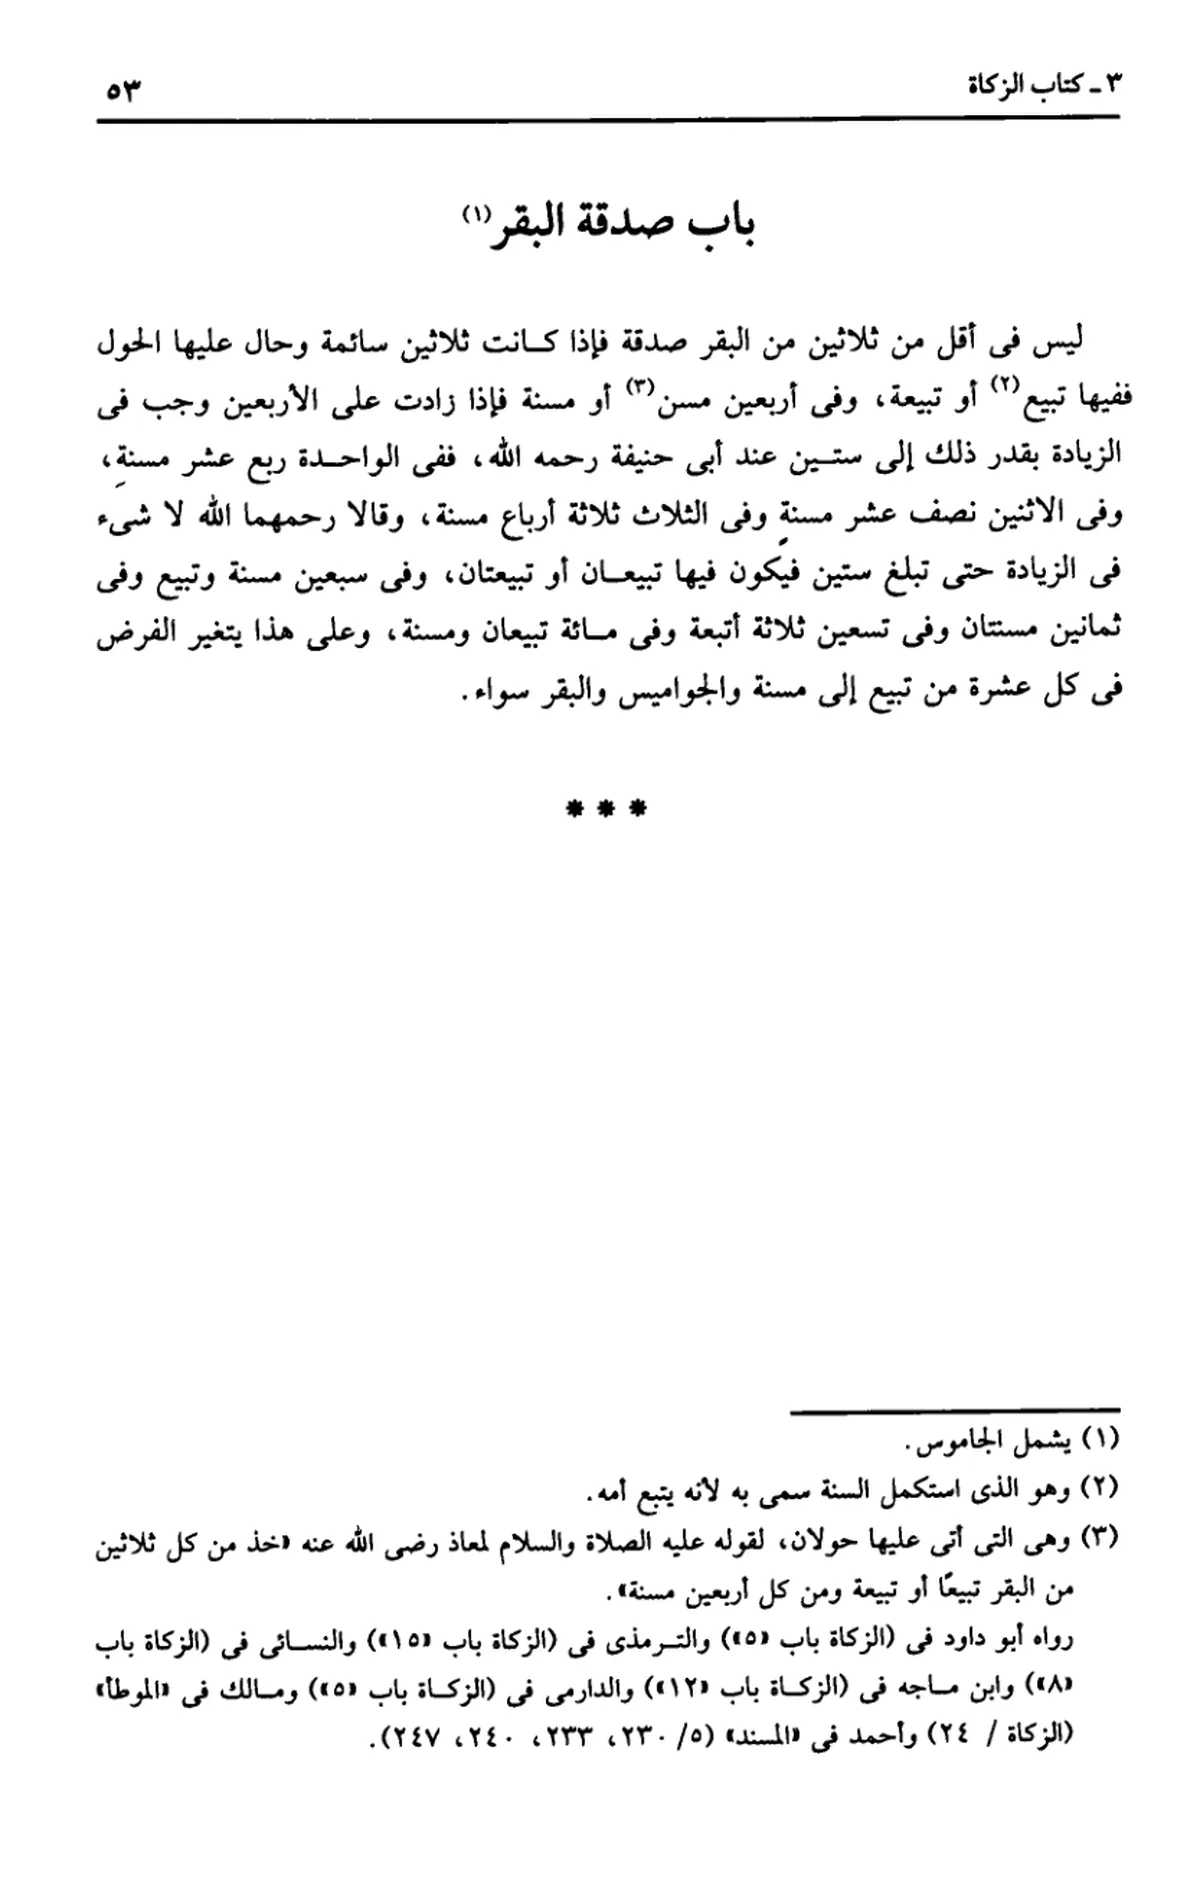 ٣ - كتاب الزكاة
٥٣
باب صدقة البقر(١)
ليس فى أقل من ثلاثين من البقر صدقة فإذا كانت ثلاثين سائمة وحال عليها الحول
ففيها تبيع(٢) أو تبيعة، وفى أربعين مسن(٣) أو مسنة فإذا زادت على الأربعين وجب فى
الزيادة بقدر ذلك إلى ستين عند أبى حنيفة رحمه الله، ففى الواحدة ربع عشر مسنةٍ،
وفى الاثنين نصف عشر مسنةٍ وفى الثلاث ثلاثة أرباع مسنة، وقالا رحمهما الله لا شىء
فى الزيادة حتى تبلغ ستين فيكون فيها تبيعان أو تبيعتان، وفى سبعين مسنة وتبيع وفى
ثمانين مسنتان وفى تسعين ثلاثة أتبعة وفى مائة تبيعان ومسنة، وعلى هذا يتغير الفرض
فى كل عشرة من تبيع إلى مسنة والجواميس والبقر سواء.
***
(١) يشمل الجاموس.
(٢) وهو الذى استكمل السنة سمى به لأنه يتبع أمه.
(٣) وهى التى أتى عليها حولان، لقوله عليه الصلاة والسلام لمعاذ رضى الله عنه «خذ من كل ثلاثين
من البقر تبيعًا أو تبيعة ومن كل أربعين مسنة».
رواه أبو داود فى (الزكاة باب «٥») والترمذى فى (الزكاة باب «١٥») والنسائى فى (الزكاة باب
«٨») وابن ماجه فى (الزكاة باب «١٢») والدارمى فى (الزكاة باب «٥») ومالك فى «الموطأ»
(الزكاة / ٢٤) وأحمد فى «المسند» (٥/ ٢٣٠، ٢٣٣، ٢٤٠، ٢٤٧).